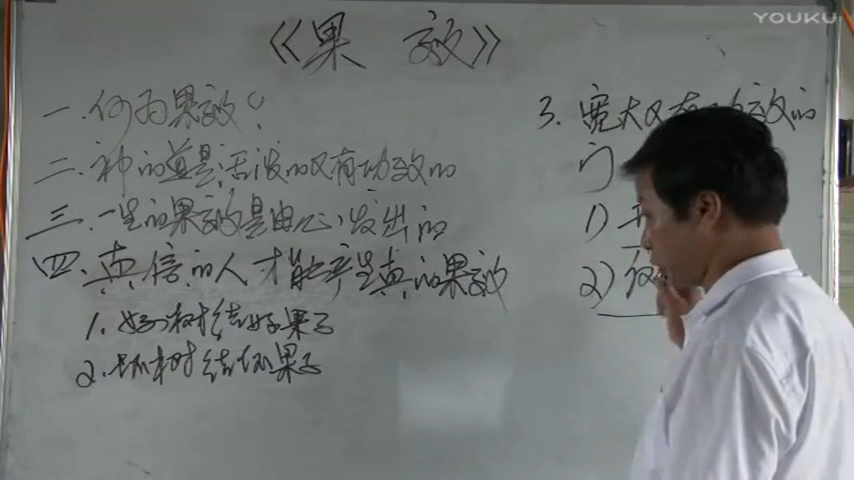 YOUKU
《果 效》
一.何为果效?
二.神的道是活泼的又有功效的
三.一生的果效是由心发出的
四.真信的人才能产生真的果效
1.好树结好果子
2.坏树结坏果子
3.宽大又有功效的
门
1)
2)